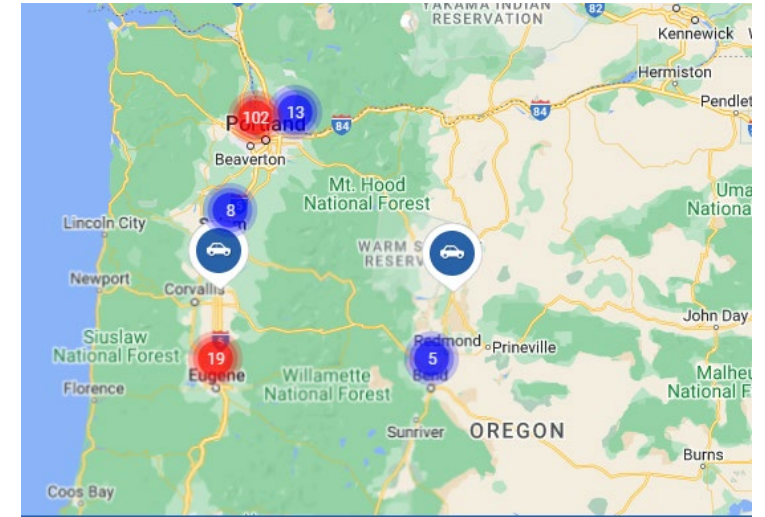 YAKAMA INDIAN
RESERVATION
82
Kennewick
Hermiston
Pendlet
102
13
Portland
84
84
Beaverton
Mt. Hood
National Forest
Uma
Nationa
8
Lincoln City
WARM S
RESERV
Newport
Corvallis
John Day
Siuslaw
National Forest
5
Redmond
Prineville
19
Eugene
5
Bend
Willamette
National Forest
Malheu
National F
Florence
Sunriver
OREGON
Burns
Coos Bay